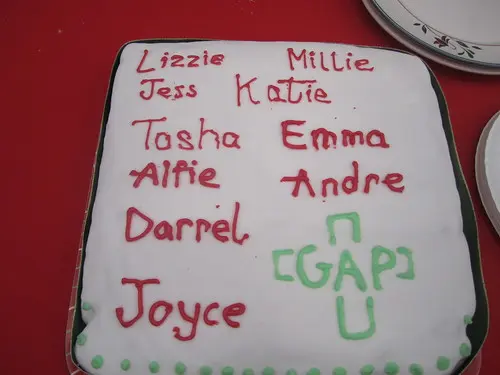 Lizzie Millie
Jess Katie
Tasha Emma
Alfie Andre
Darrel
[GAP]
Joyce